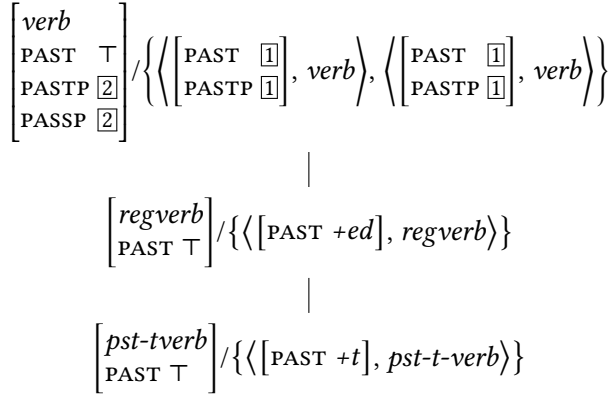 verb
PAST ⊤
PASTP 2
PASSP 2
/{⟨[PAST 1
PASTP 1], verb⟩, ⟨[PAST 1
PASTP 1], verb⟩}
regverb
PAST ⊤
/{⟨[PAST +ed], regverb⟩}
pst-tverb
PAST ⊤
/{⟨[PAST +t], pst-t-verb⟩}